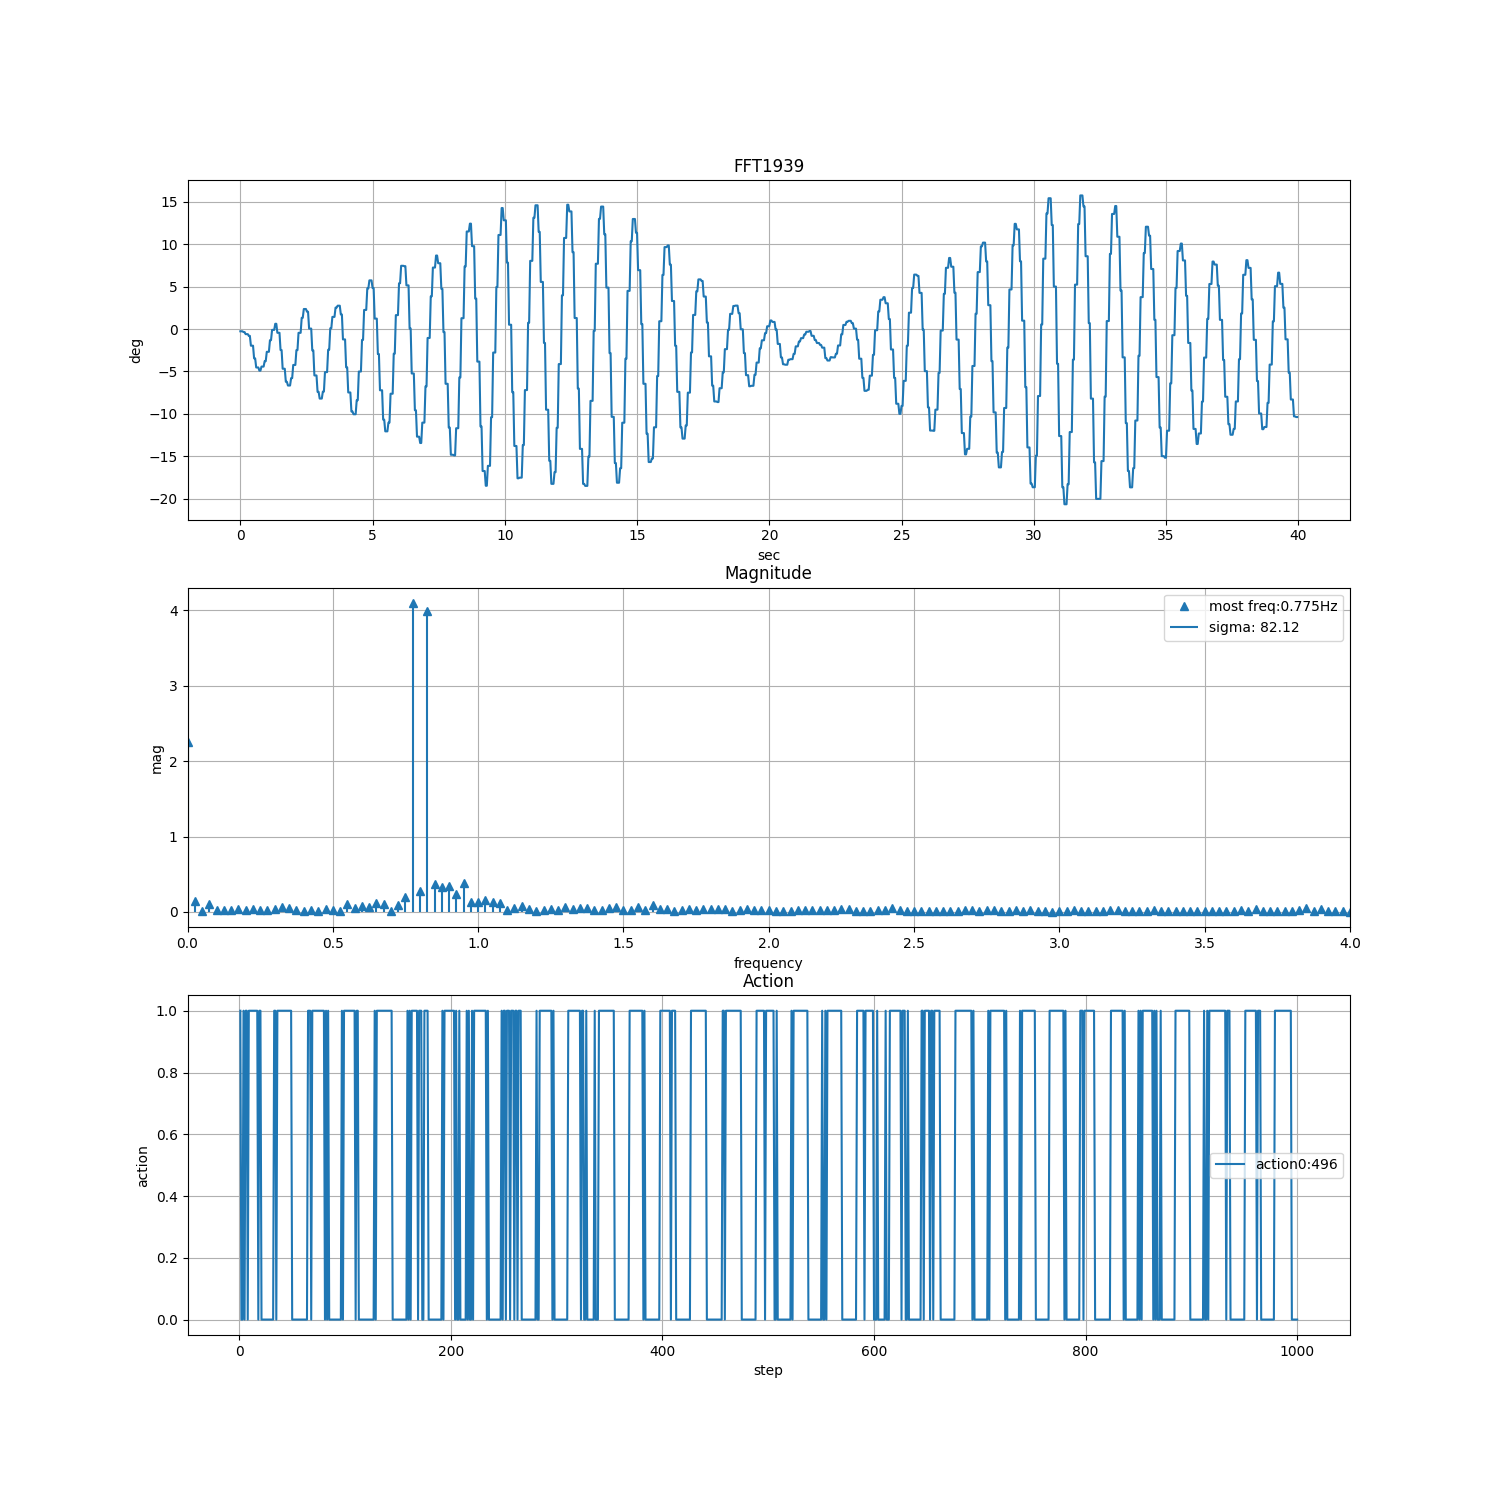 FFT1939
15
10
5
0
−5
−10
−15
−20
deg
0 5 10 15 20 25 30 35 40
sec
Magnitude
4
3
2
1
0
mag
most freq:0.775Hz
sigma: 82.12
0.0 0.5 1.0 1.5 2.0 2.5 3.0 3.5 4.0
frequency
Action
1.0
0.8
0.6
0.4
0.2
0.0
action
action0:496
0 200 400 600 800 1000
step